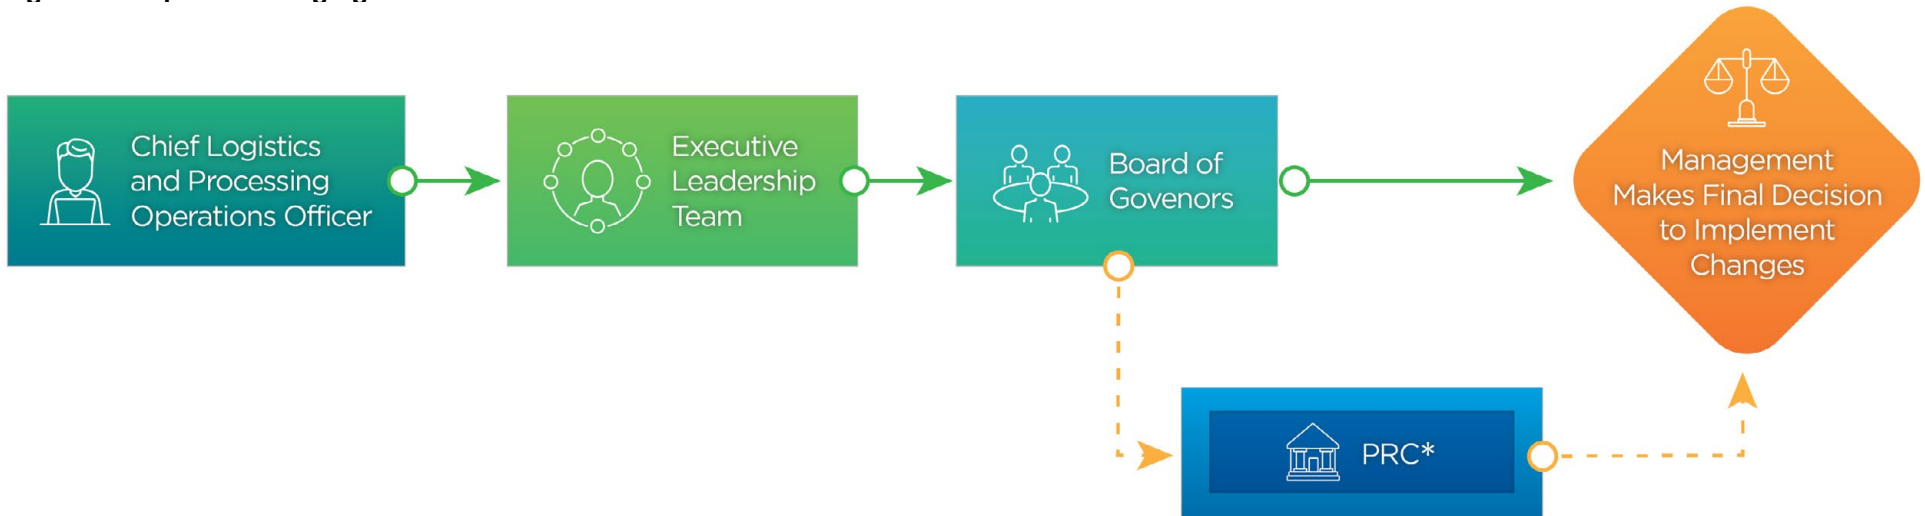 Chief Logistics
and Processing
Operations Officer
Executive
Leadership
Team
Board of
Govenors
Management
Makes Final Decision
to Implement
Changes
PRC*